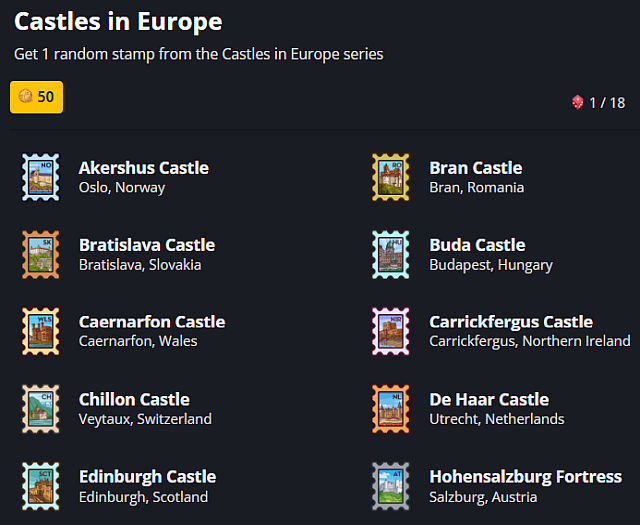 Castles in Europe
Get 1 random stamp from the Castles in Europe series
50
1 / 18
NO
Akershus Castle
Oslo, Norway
RO
Bran Castle
Bran, Romania
SK
Bratislava Castle
Bratislava, Slovakia
HU
Buda Castle
Budapest, Hungary
WLS
Caernarfon Castle
Caernarfon, Wales
NIR
Carrickfergus Castle
Carrickfergus, Northern Ireland
CH
Chillon Castle
Veytaux, Switzerland
NL
De Haar Castle
Utrecht, Netherlands
SCT
Edinburgh Castle
Edinburgh, Scotland
AT
Hohensalzburg Fortress
Salzburg, Austria